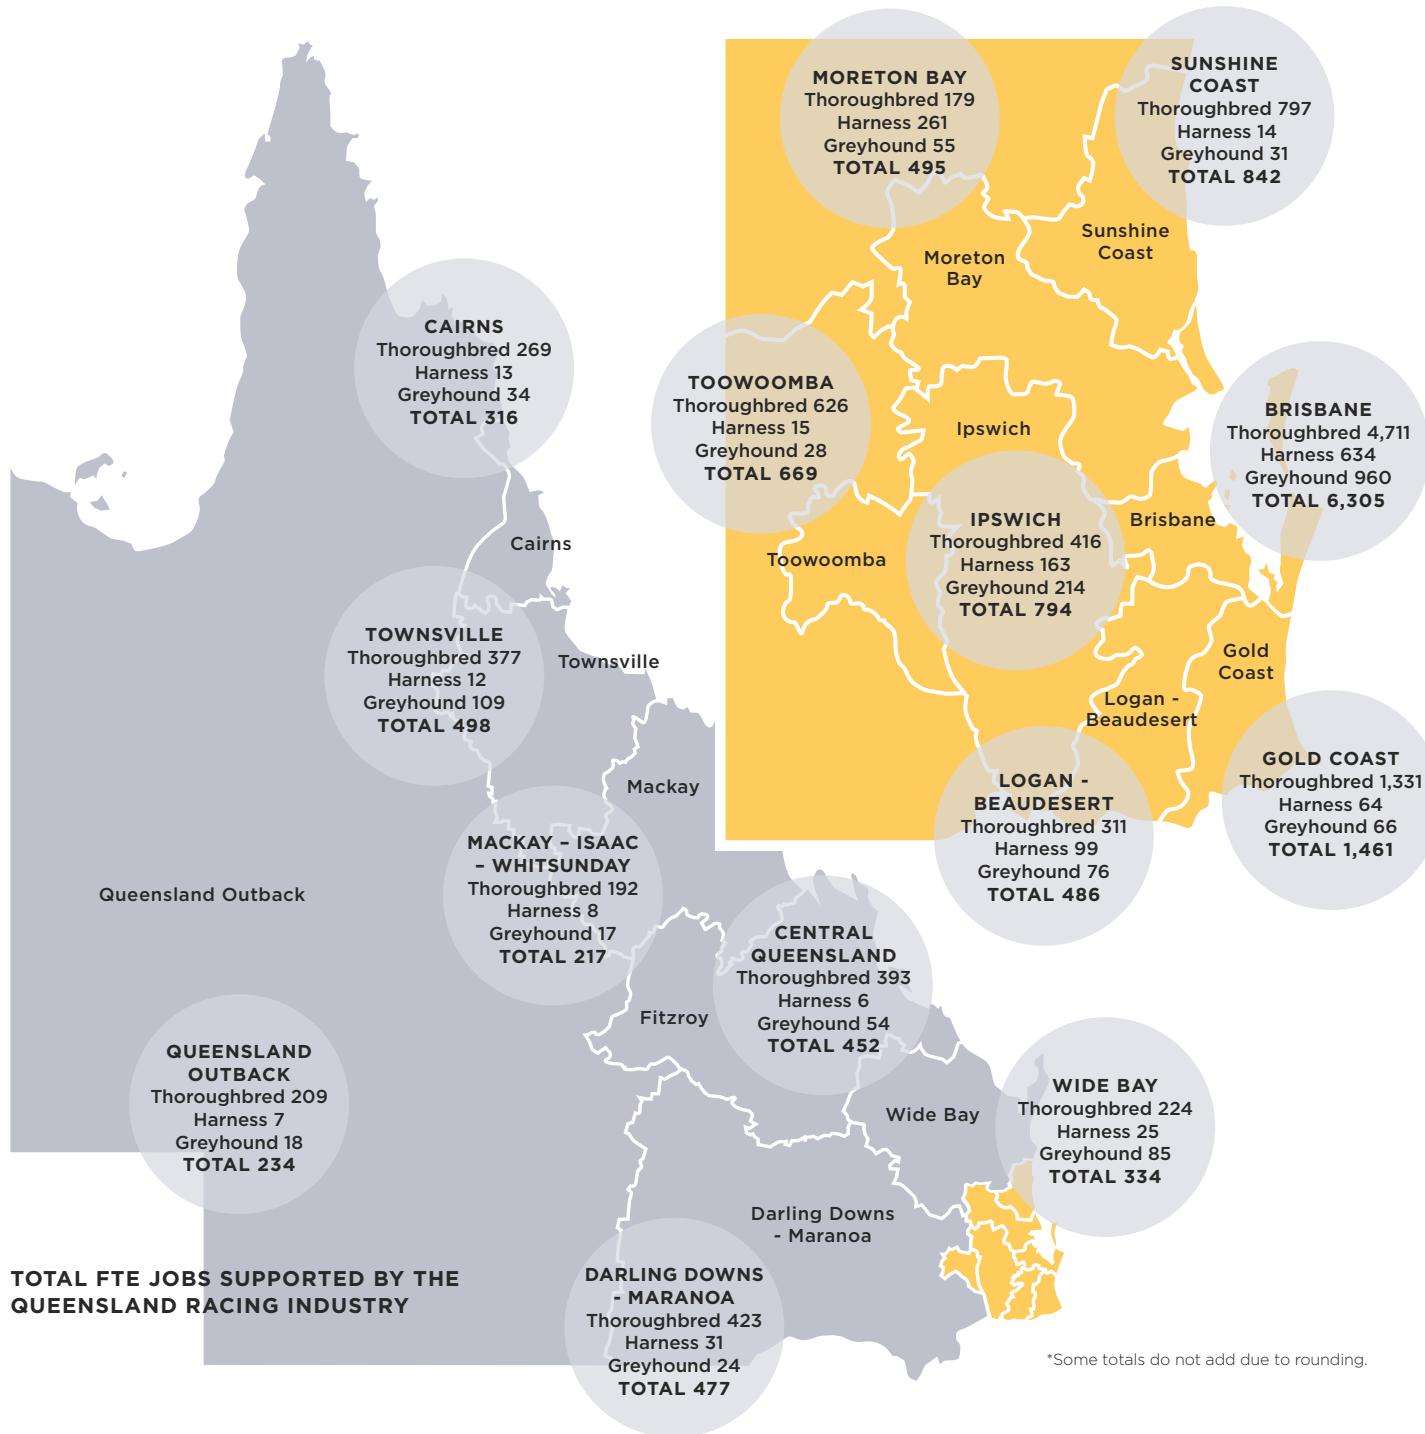 MORETON BAY
Thoroughbred 179
Harness 261
Greyhound 55
TOTAL 495
SUNSHINE
COAST
Thoroughbred 797
Harness 14
Greyhound 31
TOTAL 842
Sunshine
Coast
Moreton
Bay
CAIRNS
Thoroughbred 269
Harness 13
Greyhound 34
TOTAL 316
TOOWOOMBA
Thoroughbred 626
Harness 15
Greyhound 28
TOTAL 669
Ipswich
BRISBANE
Thoroughbred 4,711
Harness 634
Greyhound 960
TOTAL 6,305
IPSWICH
Thoroughbred 416
Harness 163
Greyhound 214
TOTAL 794
Brisbane
Cairns
Toowoomba
TOWNSVILLE
Thoroughbred 377
Harness 12
Greyhound 109
TOTAL 498
Townsville
Gold
Coast
Logan -
Beaudesert
Mackay
LOGAN -
BEAUDESERT
Thoroughbred 311
Harness 99
Greyhound 76
TOTAL 486
GOLD COAST
Thoroughbred 1,331
Harness 64
Greyhound 66
TOTAL 1,461
MACKAY – ISAAC
– WHITSUNDAY
Thoroughbred 192
Harness 8
Greyhound 17
TOTAL 217
Queensland Outback
CENTRAL
QUEENSLAND
Thoroughbred 393
Harness 6
Greyhound 54
TOTAL 452
Fitzroy
QUEENSLAND
OUTBACK
Thoroughbred 209
Harness 7
Greyhound 18
TOTAL 234
WIDE BAY
Thoroughbred 224
Harness 25
Greyhound 85
TOTAL 334
Wide Bay
Darling Downs
- Maranoa
DARLING DOWNS
- MARANOA
Thoroughbred 423
Harness 31
Greyhound 24
TOTAL 477
TOTAL FTE JOBS SUPPORTED BY THE
QUEENSLAND RACING INDUSTRY
*Some totals do not add due to rounding.